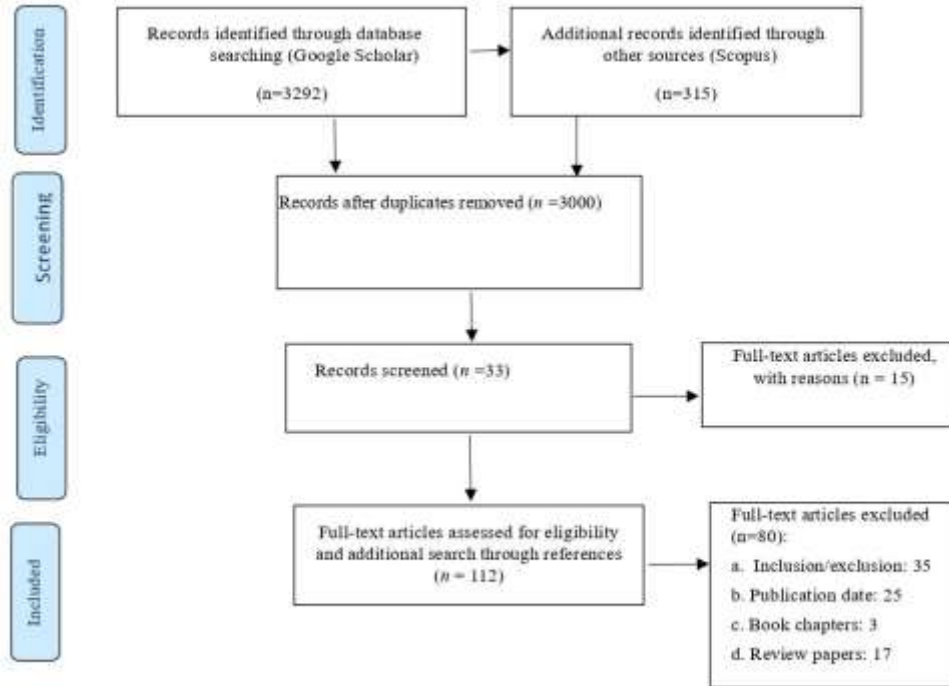 Identification
Records identified through database
searching (Google Scholar)
(n=3292)
Additional records identified through
other sources (Scopus)
(n=315)
Screening
Records after duplicates removed (n =3000)
Eligibility
Records screened (n =33)
Full-text articles excluded,
with reasons (n = 15)
Included
Full-text articles assessed for eligibility
and additional search through references
(n = 112)
Full-text articles excluded
(n=80):
a. Inclusion/exclusion: 35
b. Publication date: 25
c. Book chapters: 3
d. Review papers: 17